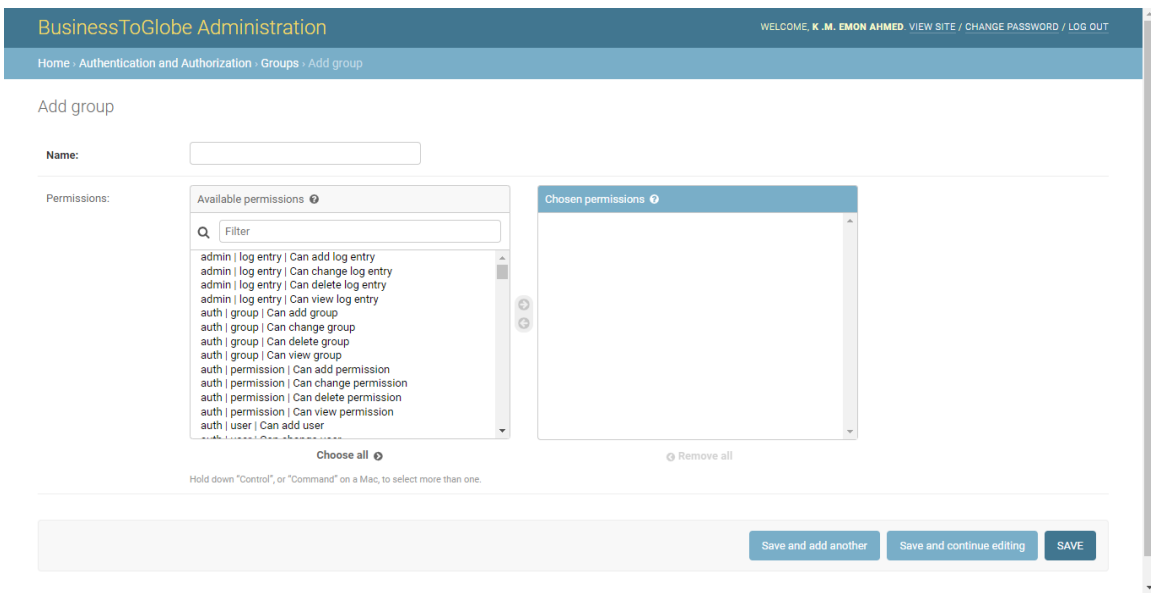 BusinessToGlobe Administration
WELCOME, K .M. EMON AHMED. VIEW SITE / CHANGE PASSWORD / LOG OUT
Home › Authentication and Authorization › Groups › Add group
Add group
Name:
Permissions:
Available permissions
Filter
admin | log entry | Can add log entry
admin | log entry | Can change log entry
admin | log entry | Can delete log entry
admin | log entry | Can view log entry
auth | group | Can add group
auth | group | Can change group
auth | group | Can delete group
auth | group | Can view group
auth | permission | Can add permission
auth | permission | Can change permission
auth | permission | Can delete permission
auth | permission | Can view permission
auth | user | Can add user
auth | user | Can change user
Choose all
Chosen permissions
Remove all
Hold down "Control", or "Command" on a Mac, to select more than one.
Save and add another
Save and continue editing
SAVE